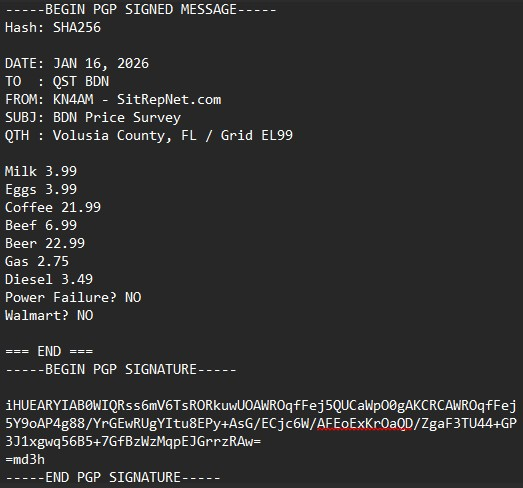 -----BEGIN PGP SIGNED MESSAGE-----
Hash: SHA256

DATE: JAN 16, 2026
TO  : QST BDN
FROM: KN4AM - SitRepNet.com
SUBJ: BDN Price Survey
QTH : Volusia County, FL / Grid EL99

Milk 3.99
Eggs 3.99
Coffee 21.99
Beef 6.99
Beer 22.99
Gas 2.75
Diesel 3.49
Power Failure? NO
Walmart? NO

=== END ===
-----BEGIN PGP SIGNATURE-----

iHUEARYIAB0WIQRss6mV6TsRORkuwUOAWROqfFej5QUCaWpO0gAKCRCAWROqfFej
5Y9oAP4g88/YrGEwRUgYItu8EPy+AsG/ECjc6W/AFEoExKrOaQD/ZgaF3TU44+GP
3J1xgwq56B5+7GfBzWzMqpEJGrrzRAw=
=md3h
-----END PGP SIGNATURE-----